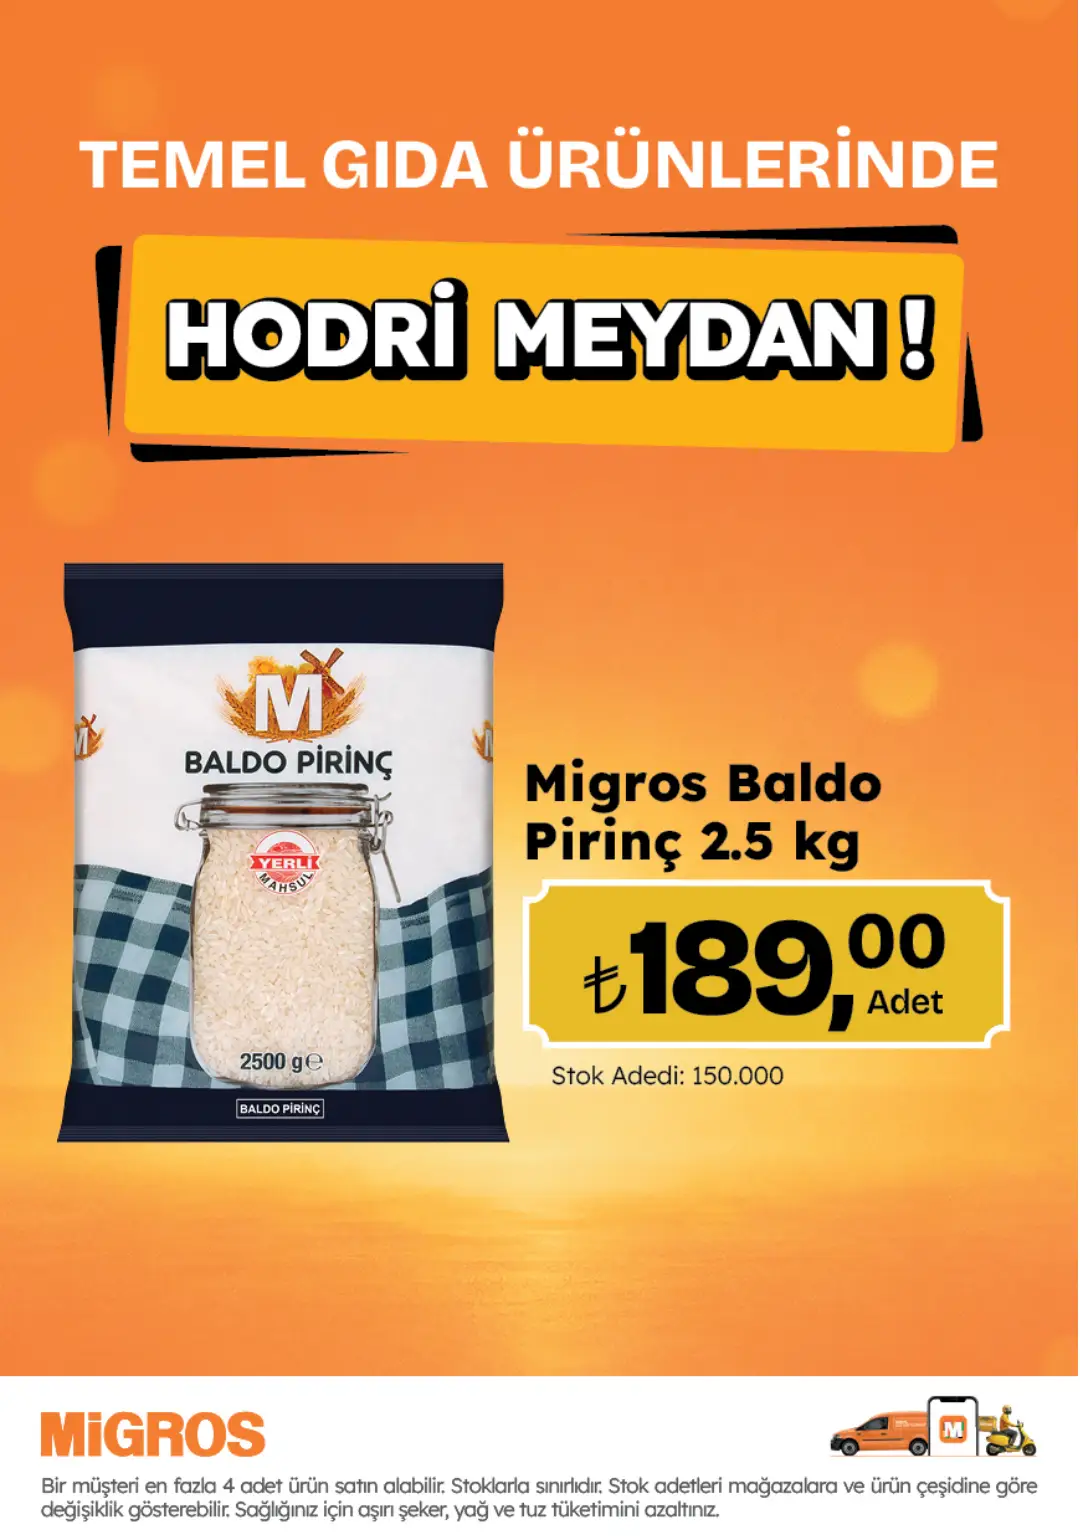 TEMEL GIDA ÜRÜNLERİNDE
HODRİ MEYDAN !
M
BALDO PİRİNÇ
YERLİ
MAHSUL
2500 g℮
BALDO PİRİNÇ
Migros Baldo
Pirinç 2.5 kg
₺189,00
Adet
Stok Adedi: 150.000
MiGROS
M
Bir müşteri en fazla 4 adet ürün satın alabilir. Stoklarla sınırlıdır. Stok adetleri mağazalara ve ürün çeşidine göre
değişiklik gösterebilir. Sağlığınız için aşırı şeker, yağ ve tuz tüketimini azaltınız.